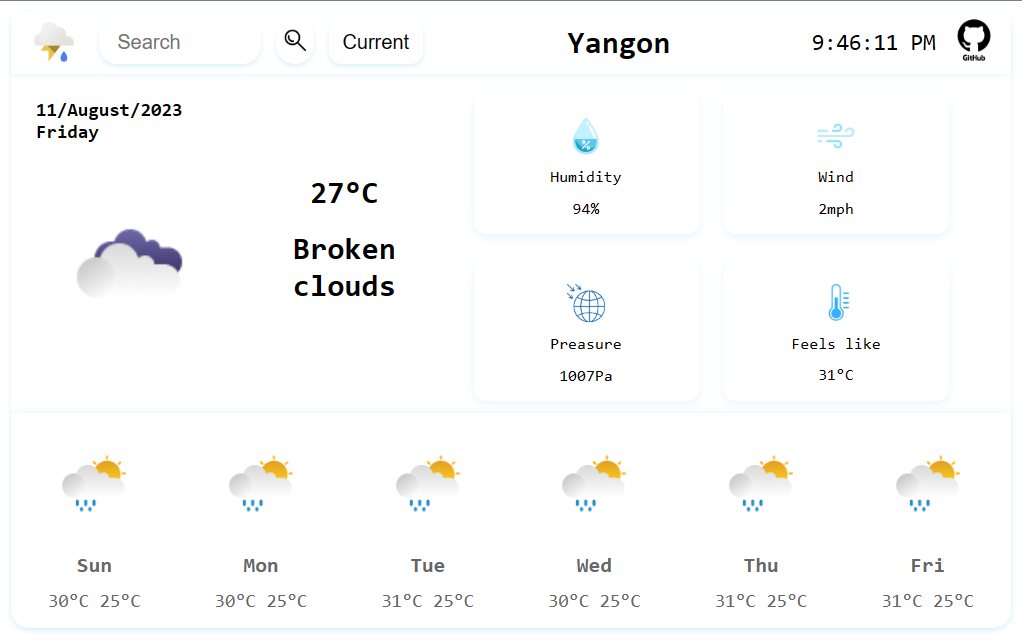 Search
Current
Yangon
9:46:11 PM
GitHub
11/August/2023
Friday
27°C
Broken
clouds
Humidity
94%
Wind
2mph
Preasure
1007Pa
Feels like
31°C
Sun
Mon
Tue
Wed
Thu
Fri
30°C 25°C
30°C 25°C
31°C 25°C
30°C 25°C
31°C 25°C
31°C 25°C